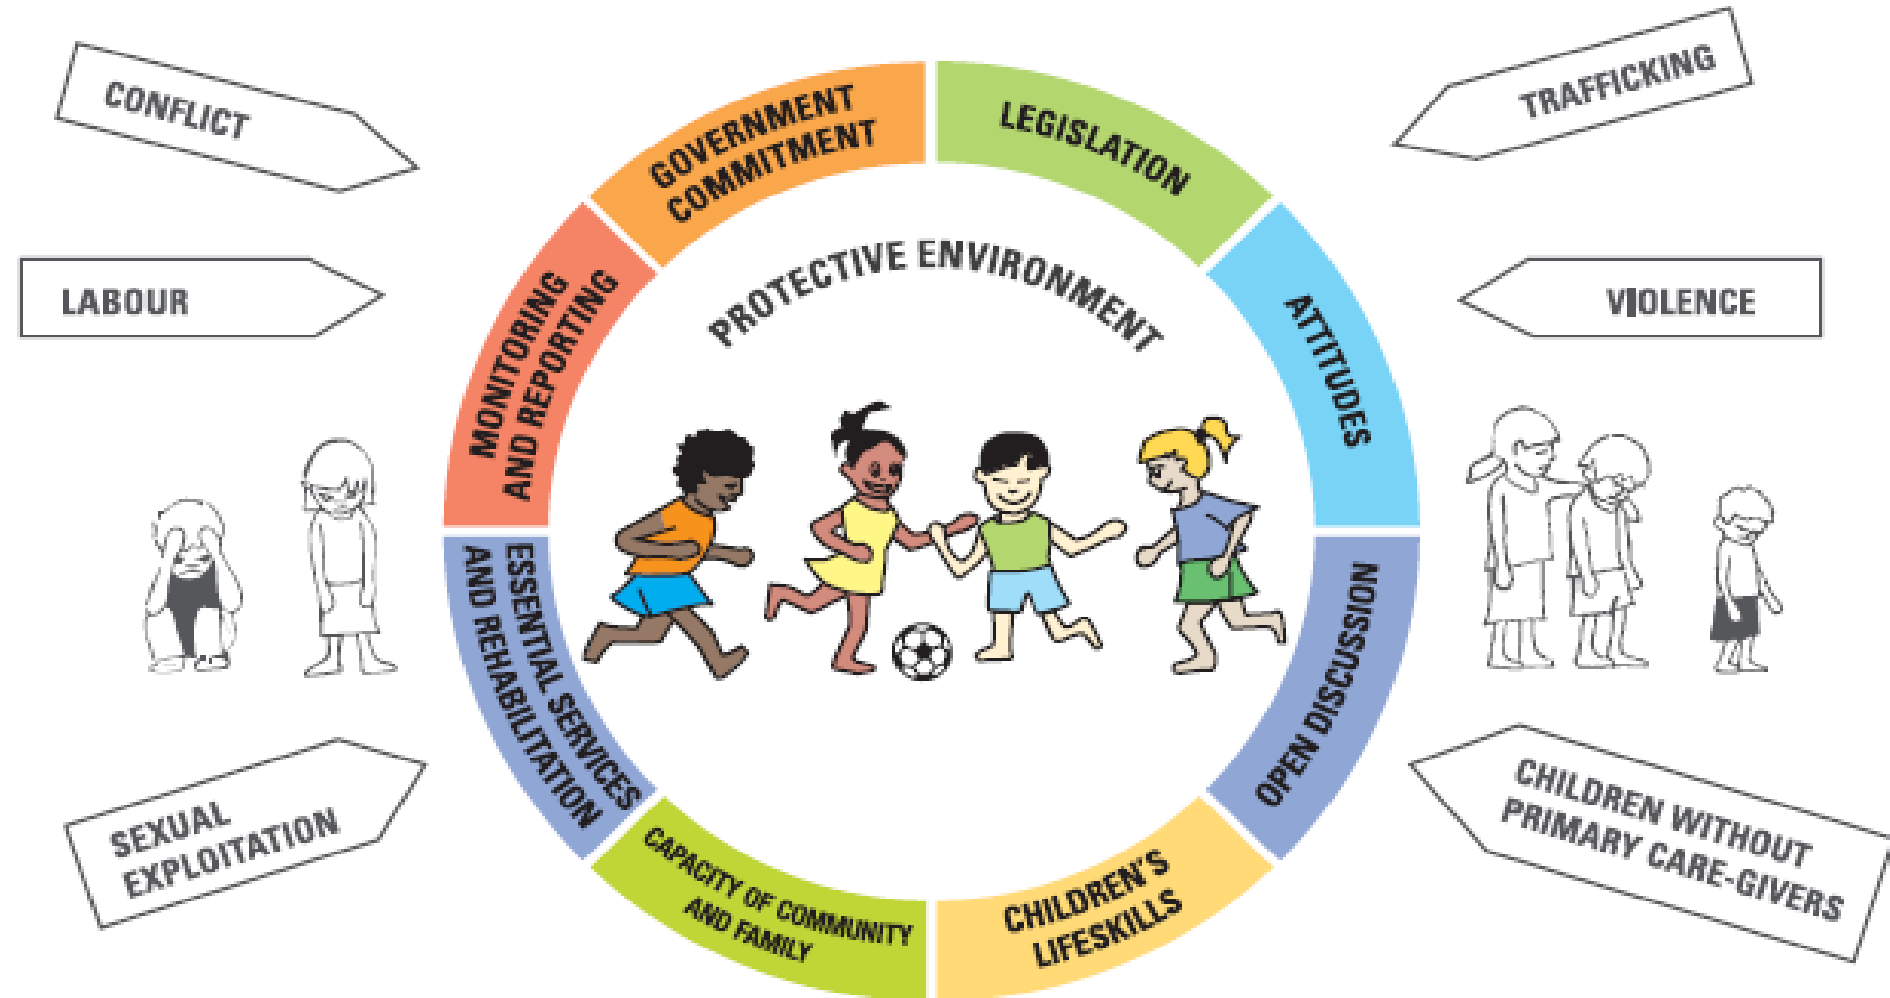 CONFLICT
TRAFFICKING
GOVERNMENT
COMMITMENT
LEGISLATION
LABOUR
MONITORING
AND REPORTING
PROTECTIVE ENVIRONMENT
ATTITUDES
VIOLENCE
ESSENTIAL SERVICES
AND REHABILITATION
OPEN DISCUSSION
SEXUAL
EXPLOITATION
CAPACITY OF COMMUNITY
AND FAMILY
CHILDREN'S
LIFESKILLS
CHILDREN WITHOUT
PRIMARY CARE-GIVERS